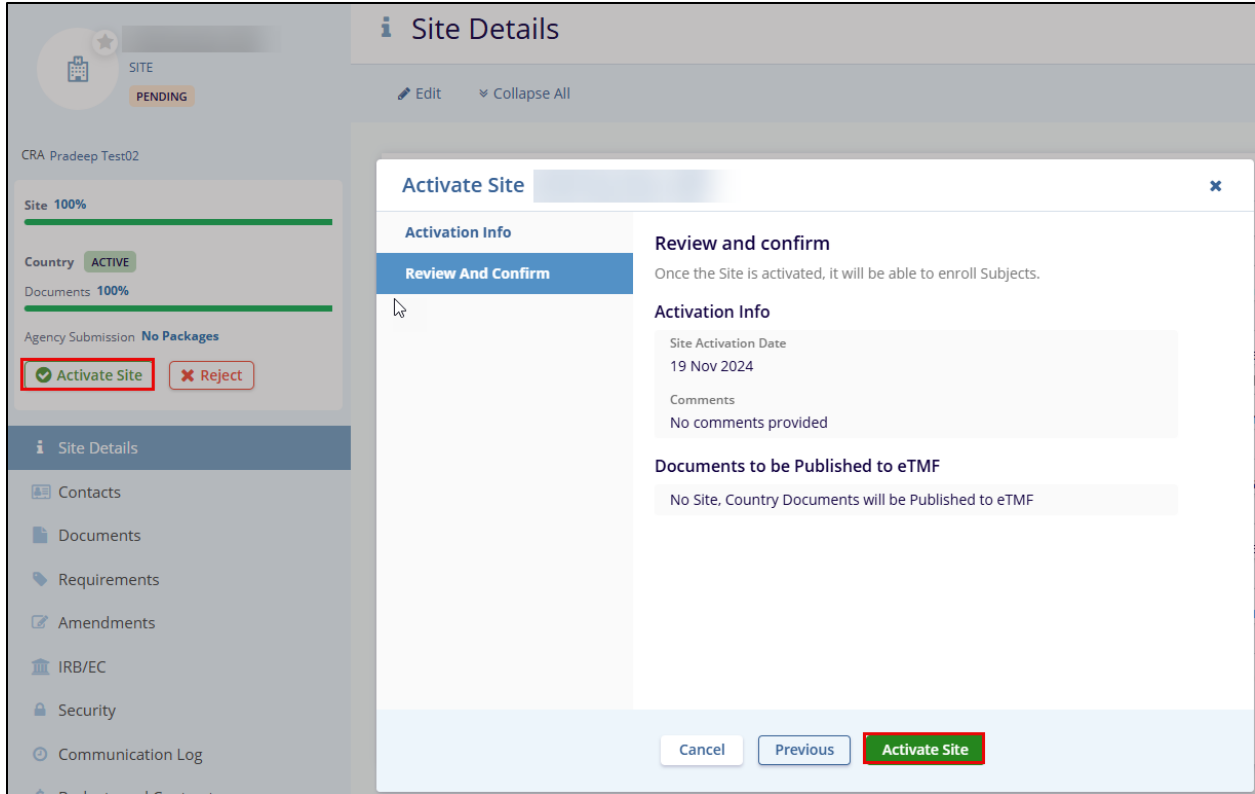 SITE
PENDING
CRA Pradeep Test02
Site 100%
Country ACTIVE
Documents 100%
Agency Submission No Packages
Activate Site Reject
Site Details
Contacts
Documents
Requirements
Amendments
IRB/EC
Security
Communication Log
Site Details
Edit Collapse All
Activate Site
Activation Info
Review And Confirm
Review and confirm
Once the Site is activated, it will be able to enroll Subjects.
Activation Info
Site Activation Date
19 Nov 2024
Comments
No comments provided
Documents to be Published to eTMF
No Site, Country Documents will be Published to eTMF
Cancel Previous Activate Site